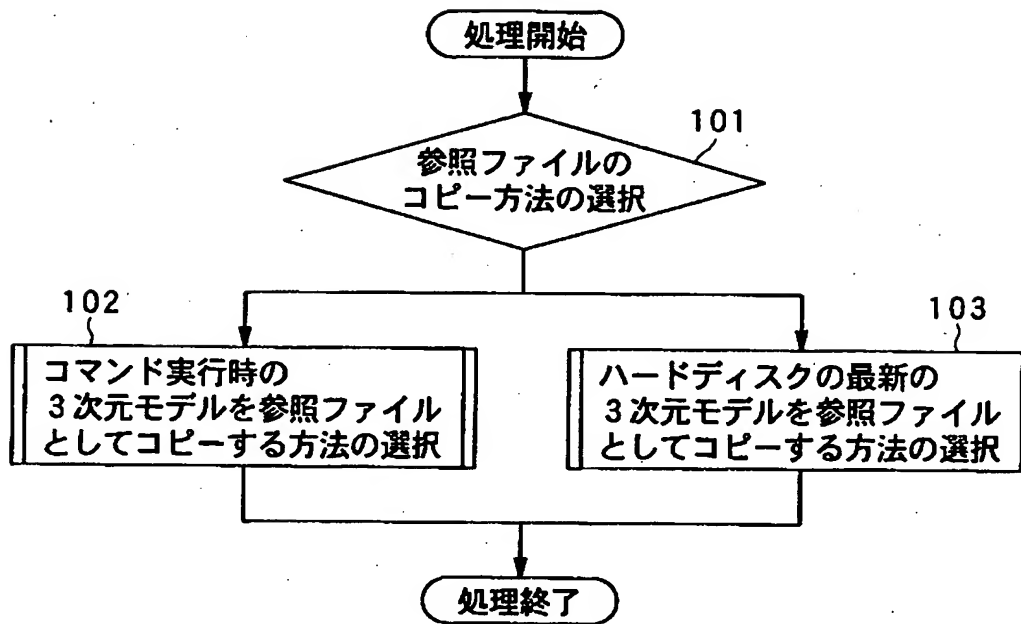 処理開始
101
参照ファイルの
コピー方法の選択
102
コマンド実行時の
3次元モデルを参照ファイル
としてコピーする方法の選択
103
ハードディスクの最新の
3次元モデルを参照ファイル
としてコピーする方法の選択
処理終了